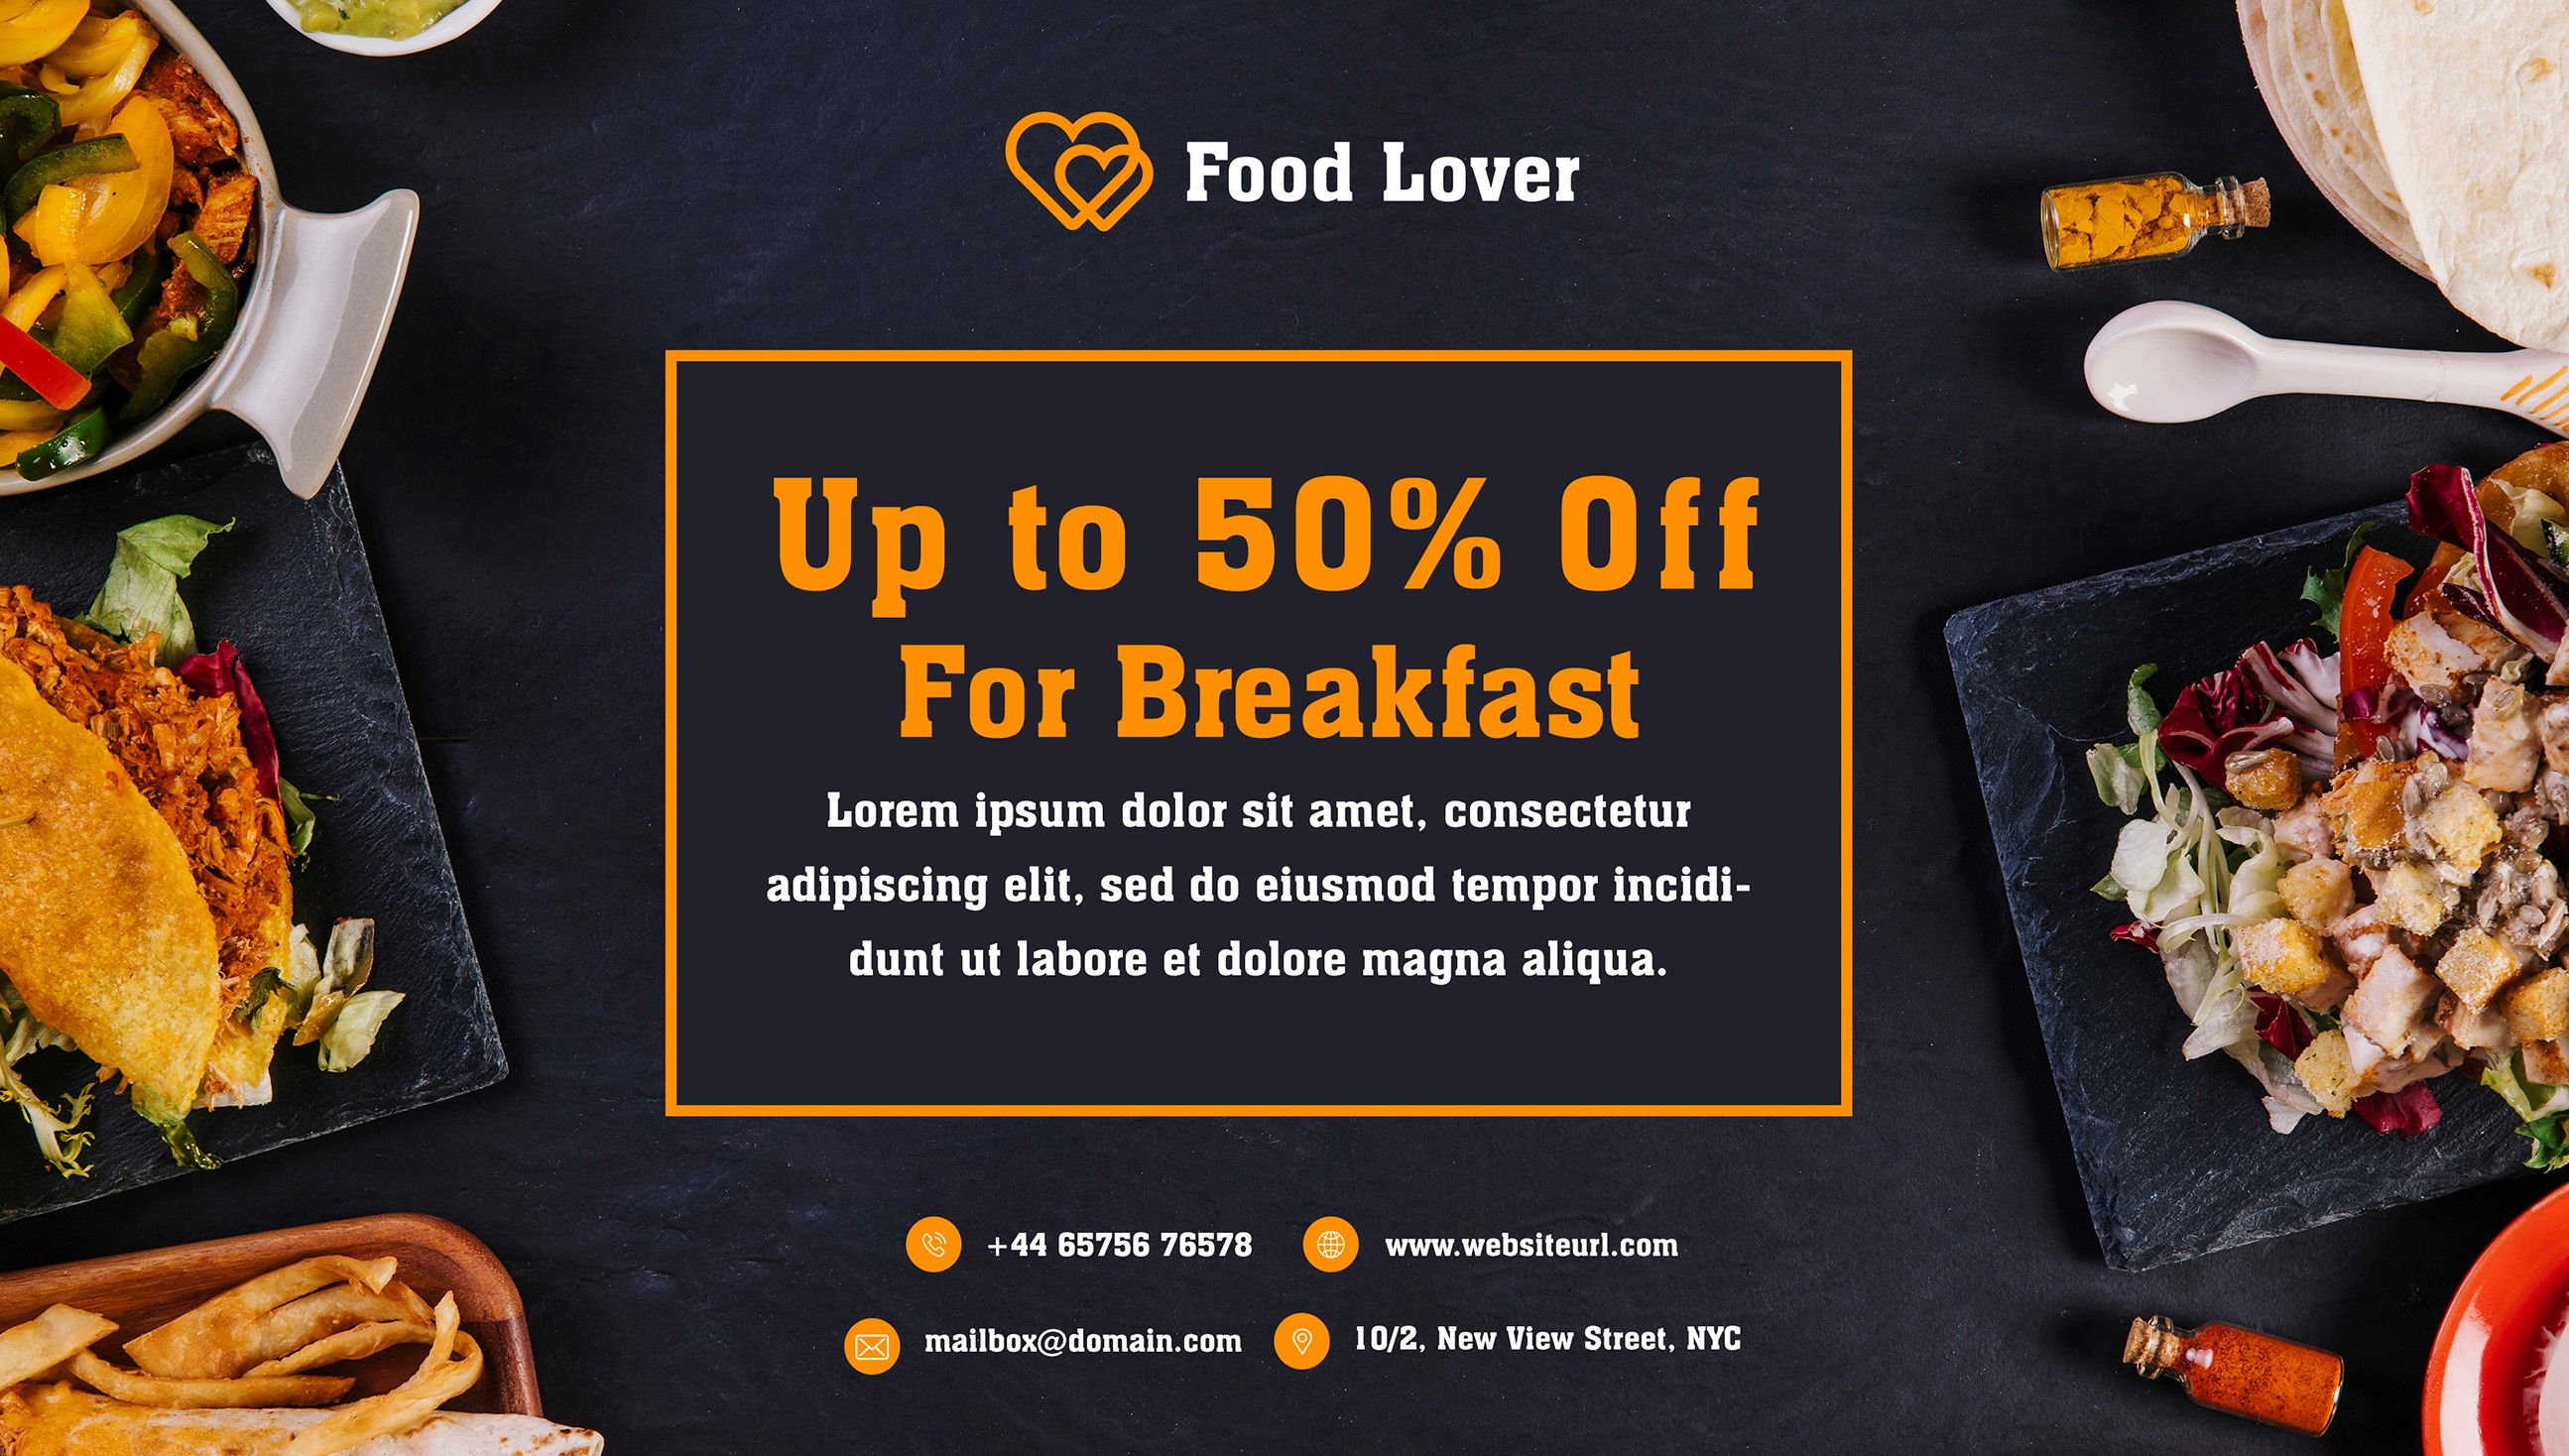 Food Lover
Up to 50% Off
For Breakfast
Lorem ipsum dolor sit amet, consectetur
adipiscing elit, sed do eiusmod tempor incidi-
dunt ut labore et dolore magna aliqua.
+44 65756 76578
www.websiteurl.com
mailbox@domain.com
10/2, New View Street, NYC